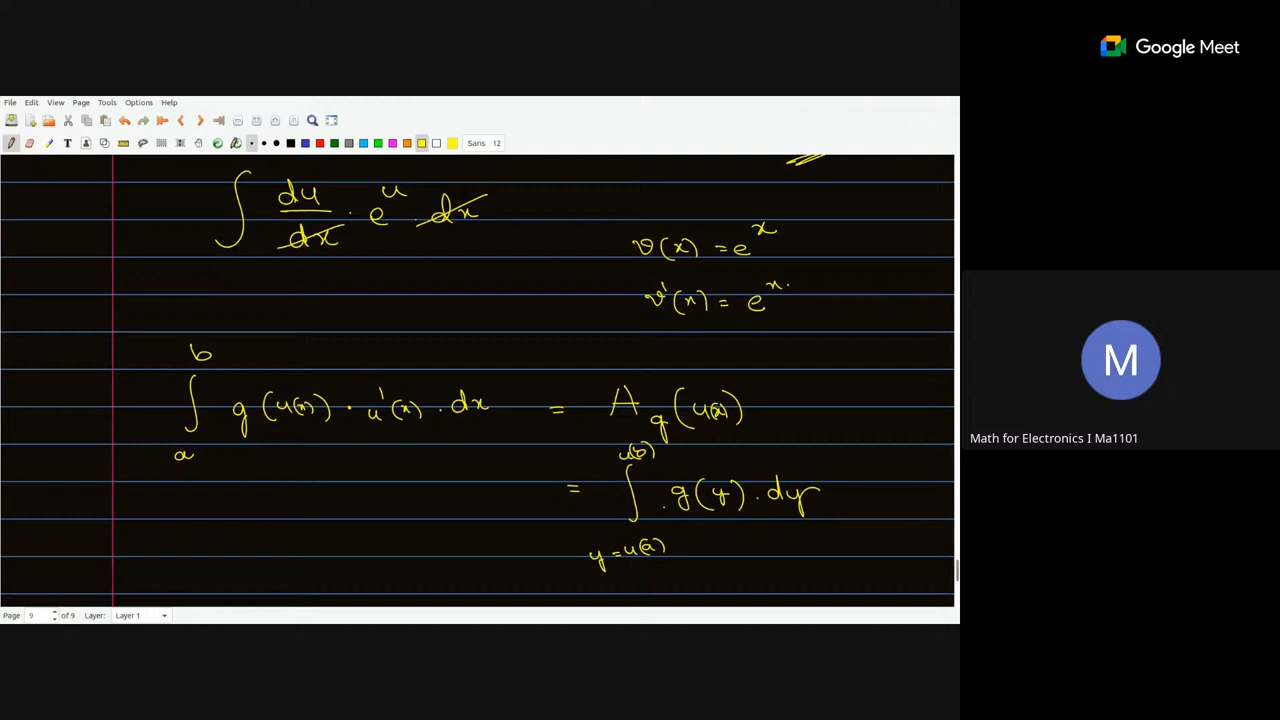 Google Meet
File Edit View Page Tools Options Help
Sans 12
∫ du/dx · e^u · dx
v(x) = e^x
v'(x) = e^x
∫_a^b g(u(x)) · u'(x) · dx = A g(u(x))
= ∫_{y=u(a)}^{u(b)} g(y) · dy
M
Math for Electronics I Ma1101
Page 9 of 9 Layer: Layer 1